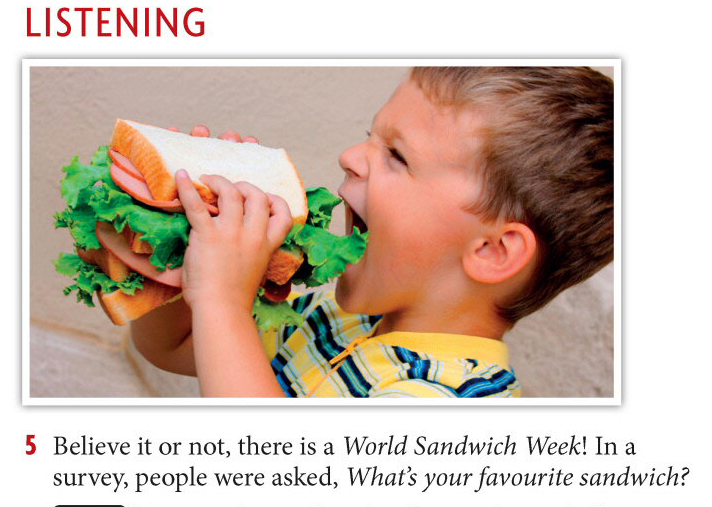 LISTENING
5 Believe it or not, there is a World Sandwich Week! In a
survey, people were asked, What's your favourite sandwich?